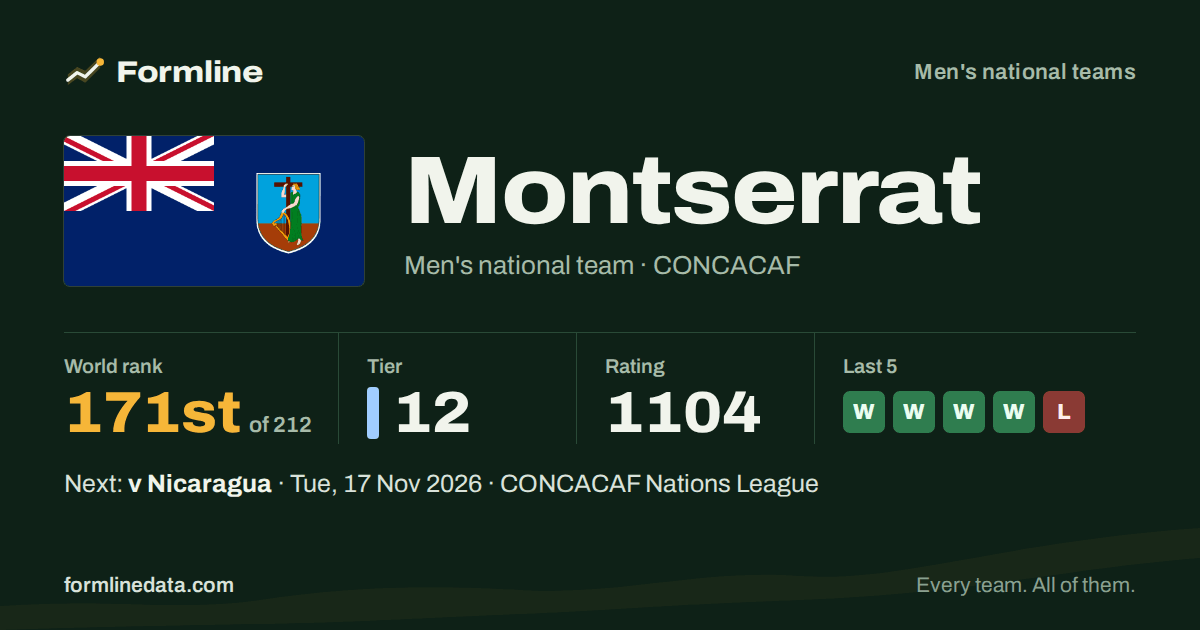 Formline
Men's national teams
Montserrat
Men's national team · CONCACAF
World rank
171st of 212
Tier
12
Rating
1104
Last 5
W W W W L
Next: v Nicaragua · Tue, 17 Nov 2026 · CONCACAF Nations League
formlinedata.com
Every team. All of them.